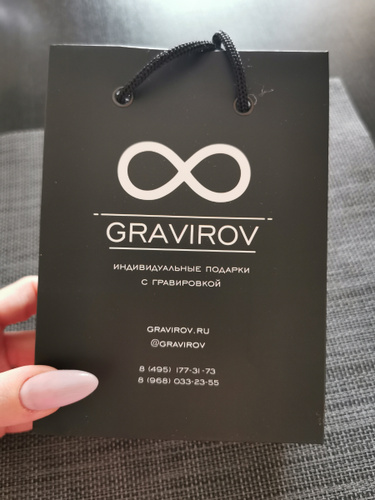 GRAVIROV
ИНДИВИДУАЛЬНЫЕ ПОДАРКИ
С ГРАВИРОВКОЙ
GRAVIROV.RU
@GRAVIROV
8 (495) 177-31-73
8 (968) 033-23-55